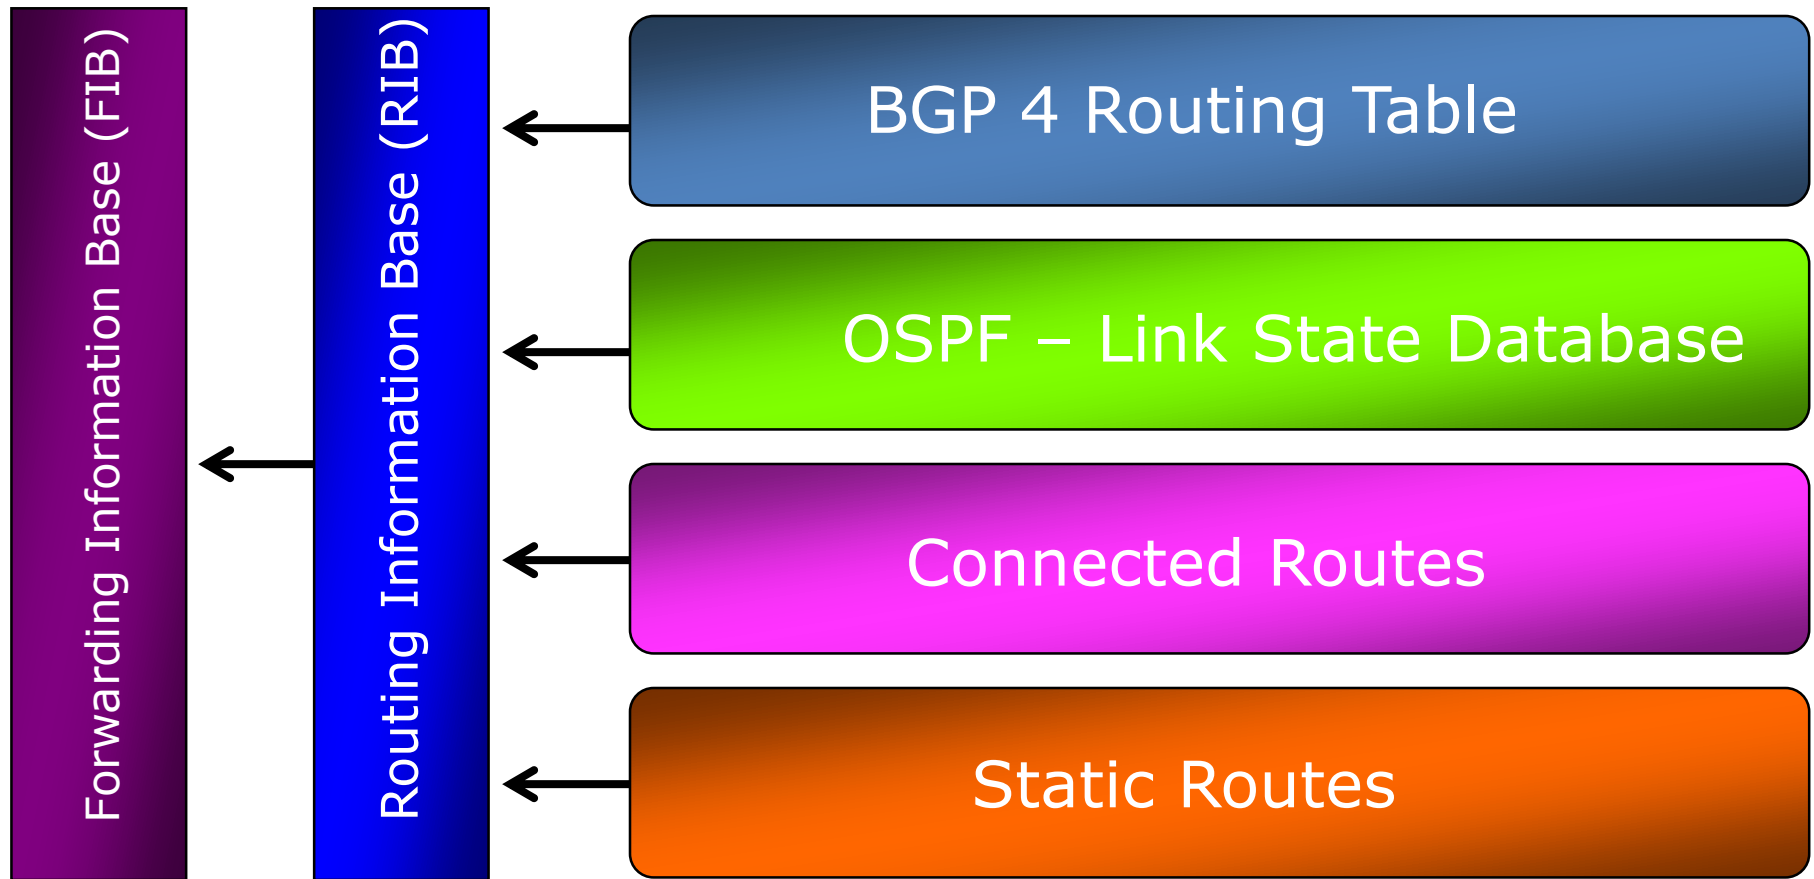 Forwarding Information Base (FIB)
Routing Information Base (RIB)
BGP 4 Routing Table
OSPF – Link State Database
Connected Routes
Static Routes